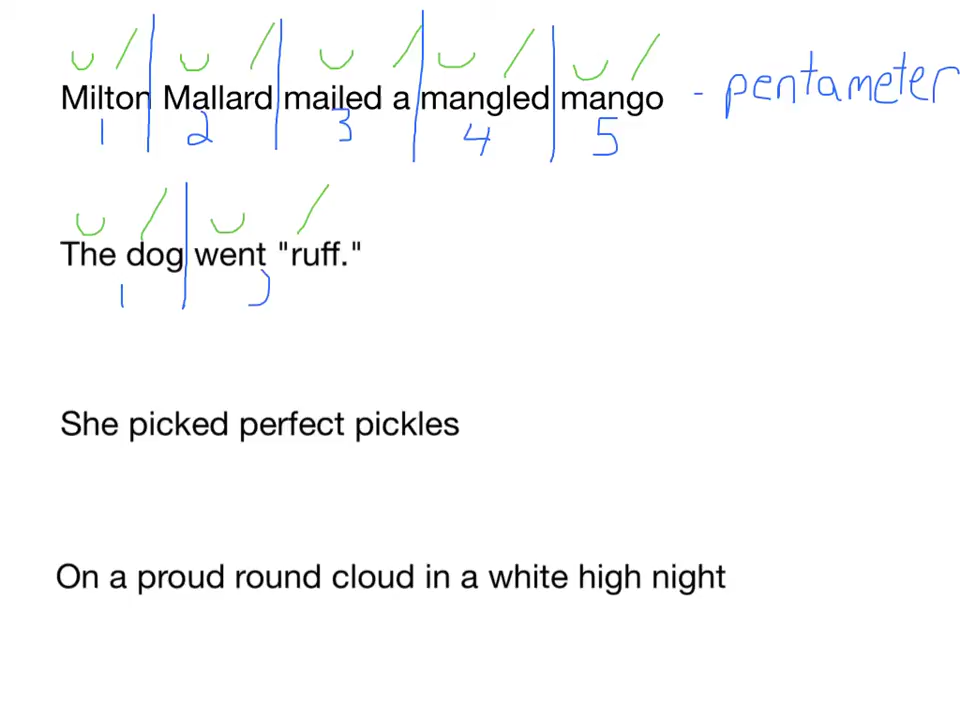 Milton Mallard mailed a mangled mango - pentameter
1 2 3 4 5
The dog went "ruff."
1
She picked perfect pickles
On a proud round cloud in a white high night